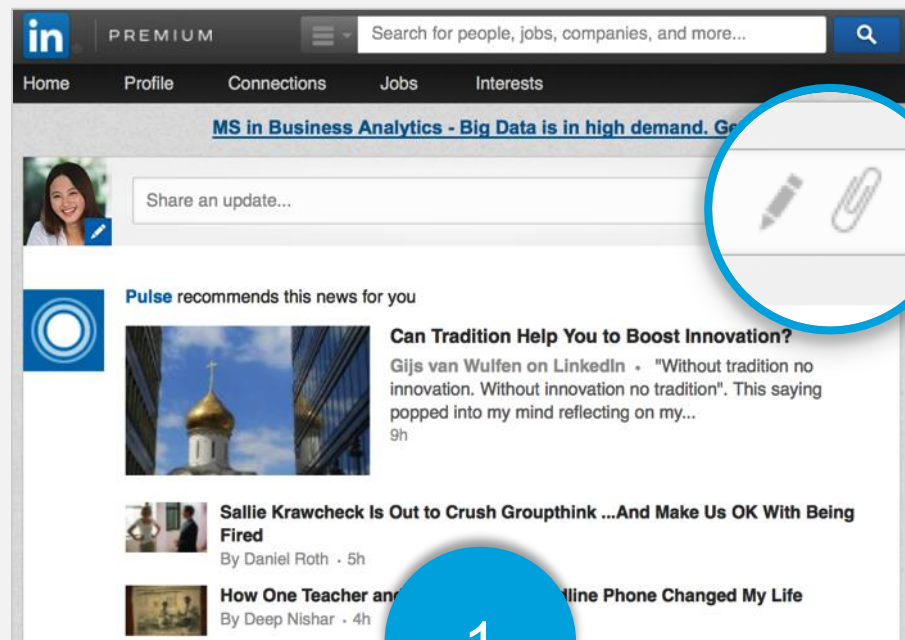 in PREMIUM Search for people, jobs, companies, and more...
Home Profile Connections Jobs Interests
MS in Business Analytics - Big Data is in high demand.
Share an update...
Pulse recommends this news for you
Can Tradition Help You to Boost Innovation?
Gijs van Wulfen on LinkedIn · "Without tradition no
innovation. Without innovation no tradition". This saying
popped into my mind reflecting on my...
9h
Sallie Krawcheck Is Out to Crush Groupthink ...And Make Us OK With Being
Fired
By Daniel Roth · 5h
How One Teacher and Phone Changed My Life
By Deep Nishar · 4h
1